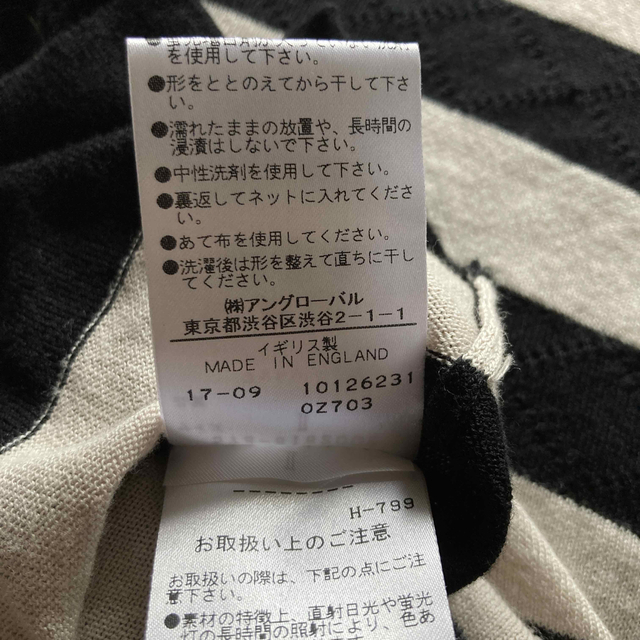 を使用して下さい。
●形をととのえてから干して下さ
い。
●濡れたままの放置や、長時間の
浸漬はしないで下さい。
●中性洗剤を使用して下さい。
●裏返してネットに入れてくださ
い。
●あて布を使用してください。
●洗濯後は形を整えて直ちに干し
てください。
㈱アングローバル
東京都渋谷区渋谷2-1-1
イギリス製
MADE IN ENGLAND
17-09 10126231
0Z703
H-799
お取扱い上のご注意
お取扱いの際は、下記の点にご注
意下さい。
●素材の特徴上、直射日光や蛍光
灯の長時間の照射により、色あ